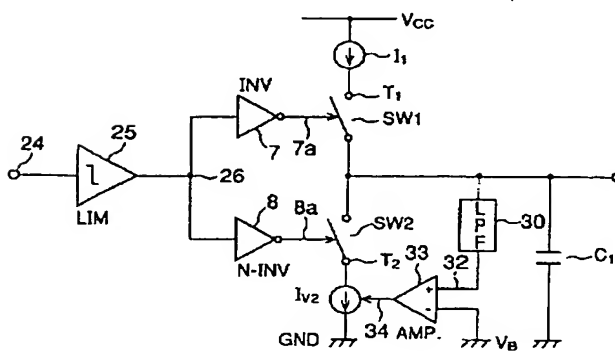 VCC
I1
INV
T1
SW1
24
25
7
7a
26
LIM
8
8a
SW2
N-INV
T2
LPF
30
33
32
C1
IV2
34
AMP.
+
-
GND
VB